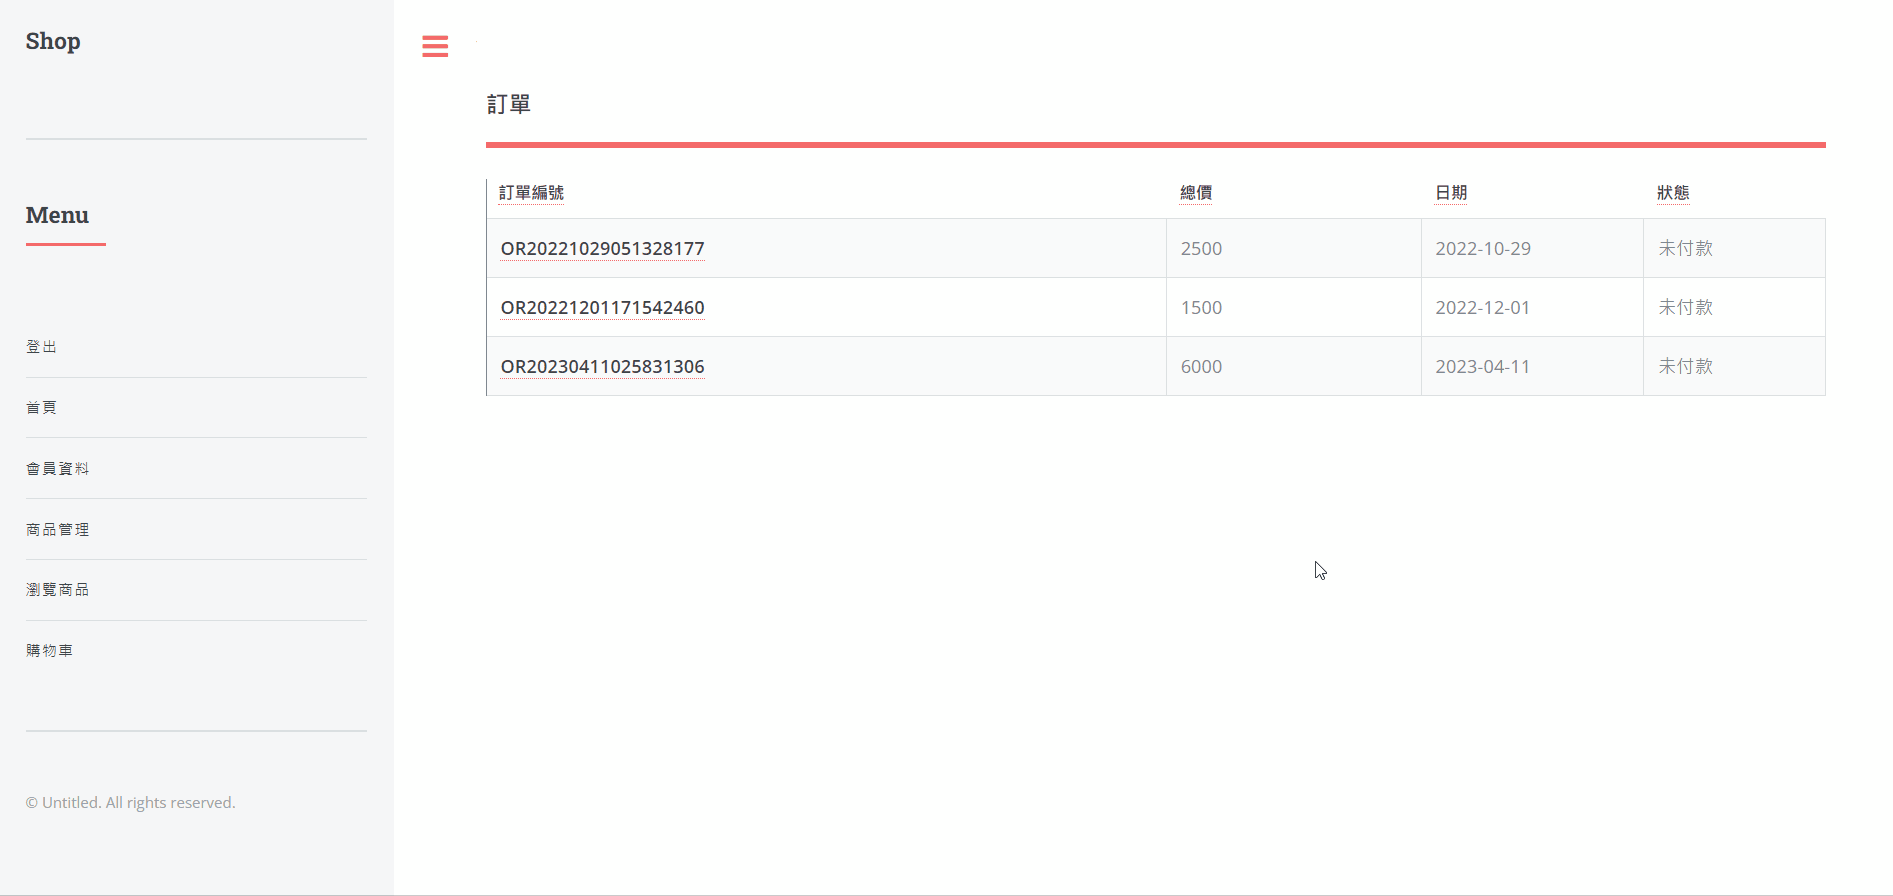 Shop
Menu
登出
首頁
會員資料
商品管理
瀏覽商品
購物車
© Untitled. All rights reserved.
訂單
訂單編號 總價 日期 狀態
OR20221029051328177 2500 2022-10-29 未付款
OR20221201171542460 1500 2022-12-01 未付款
OR20230411025831306 6000 2023-04-11 未付款